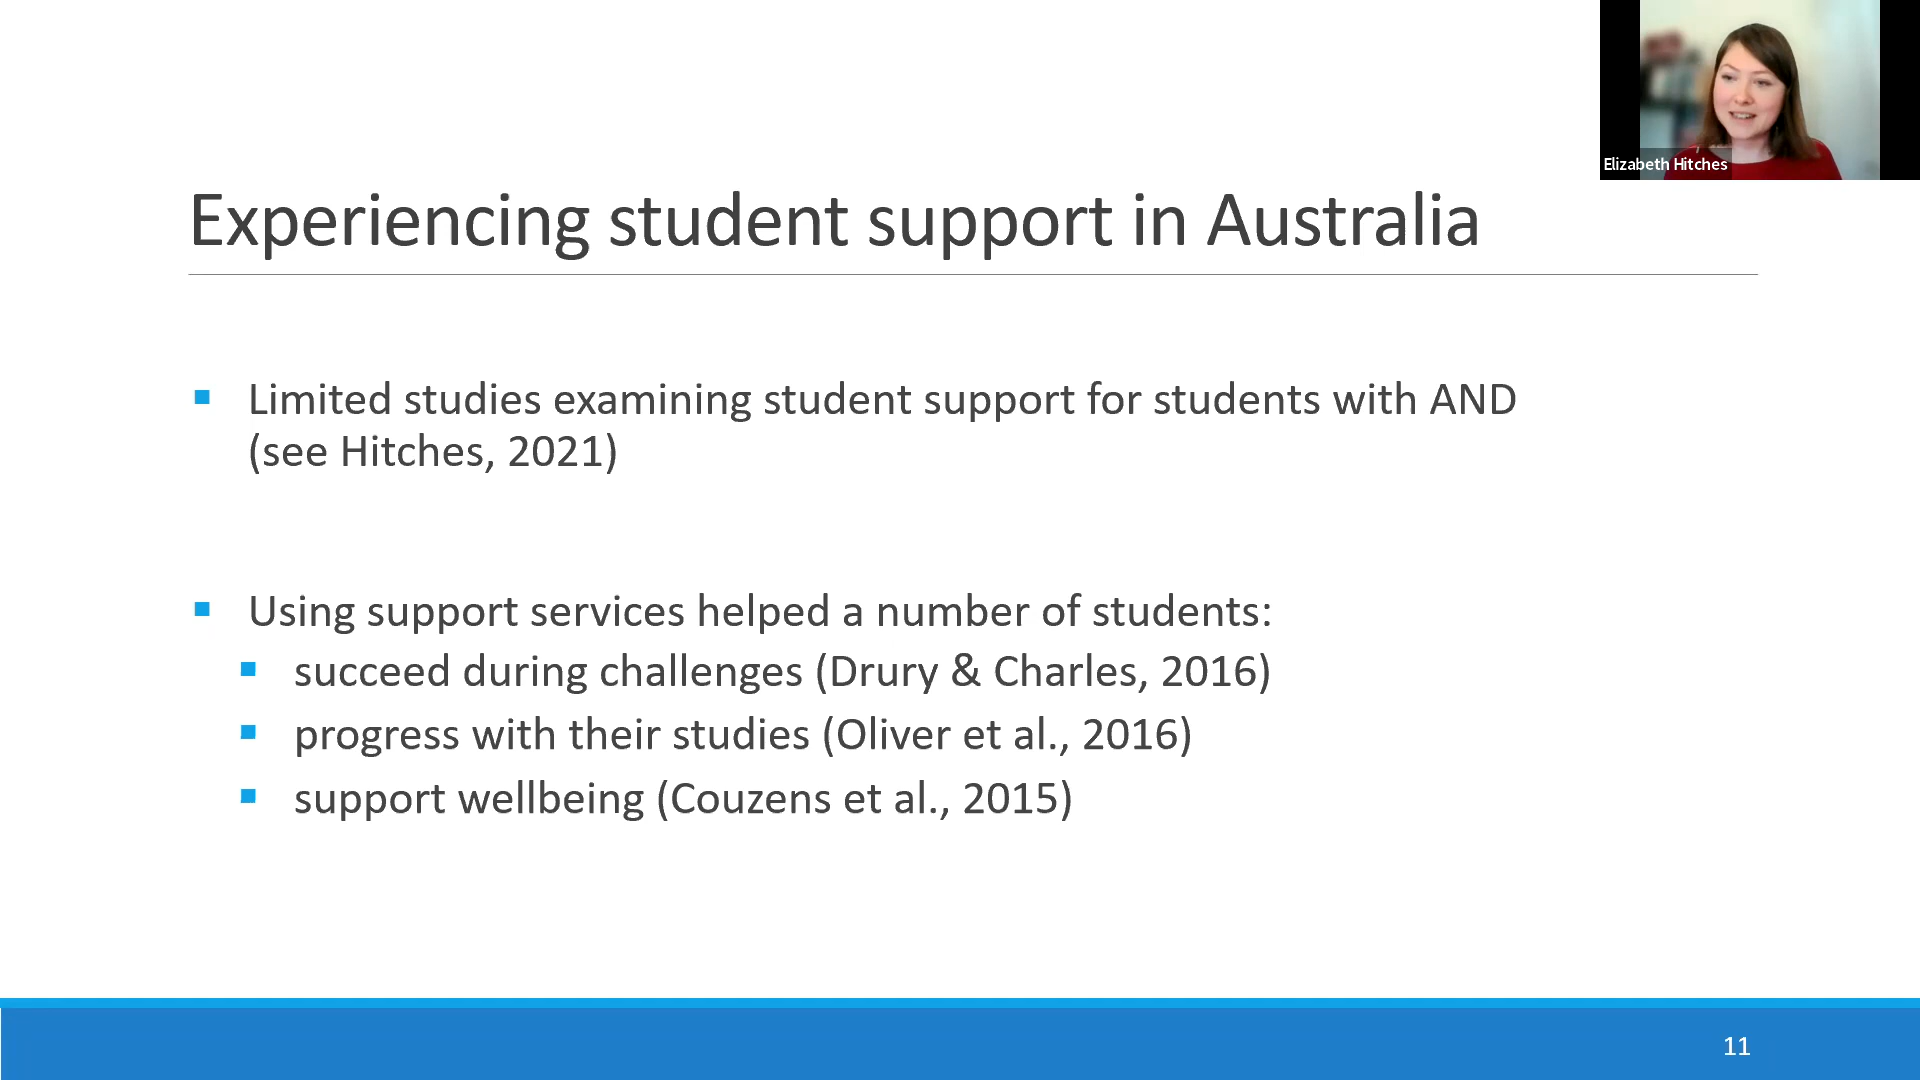 Elizabeth Hitches
Experiencing student support in Australia
Limited studies examining student support for students with AND
(see Hitches, 2021)
Using support services helped a number of students:
succeed during challenges (Drury & Charles, 2016)
progress with their studies (Oliver et al., 2016)
support wellbeing (Couzens et al., 2015)
11